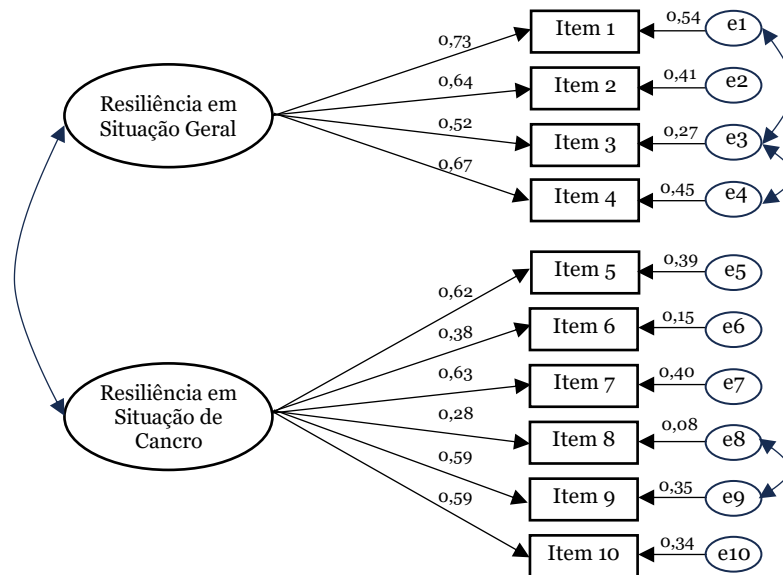 Resiliência em
Situação Geral
0,73
Item 1
0,54
e1
0,64
Item 2
0,41
e2
0,52
Item 3
0,27
e3
0,67
Item 4
0,45
e4
Resiliência em
Situação de
Cancro
0,62
Item 5
0,39
e5
0,38
Item 6
0,15
e6
0,63
Item 7
0,40
e7
0,28
Item 8
0,08
e8
0,59
Item 9
0,35
e9
0,59
Item 10
0,34
e10